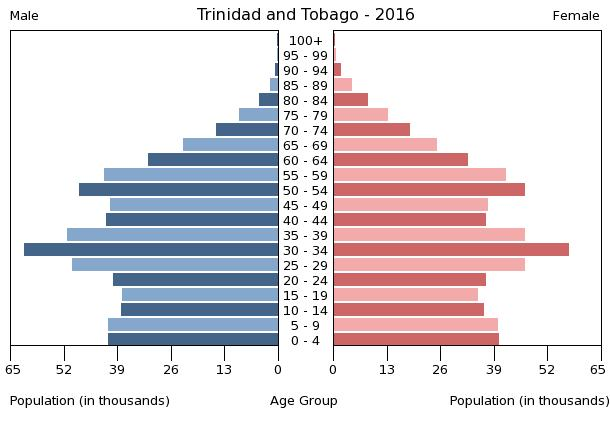 Trinidad and Tobago - 2016
Male
Female
100+
95 - 99
90 - 94
85 - 89
80 - 84
75 - 79
70 - 74
65 - 69
60 - 64
55 - 59
50 - 54
45 - 49
40 - 44
35 - 39
30 - 34
25 - 29
20 - 24
15 - 19
10 - 14
5 - 9
0 - 4
65 52 39 26 13 0 0 13 26 39 52 65
Population (in thousands) Age Group Population (in thousands)